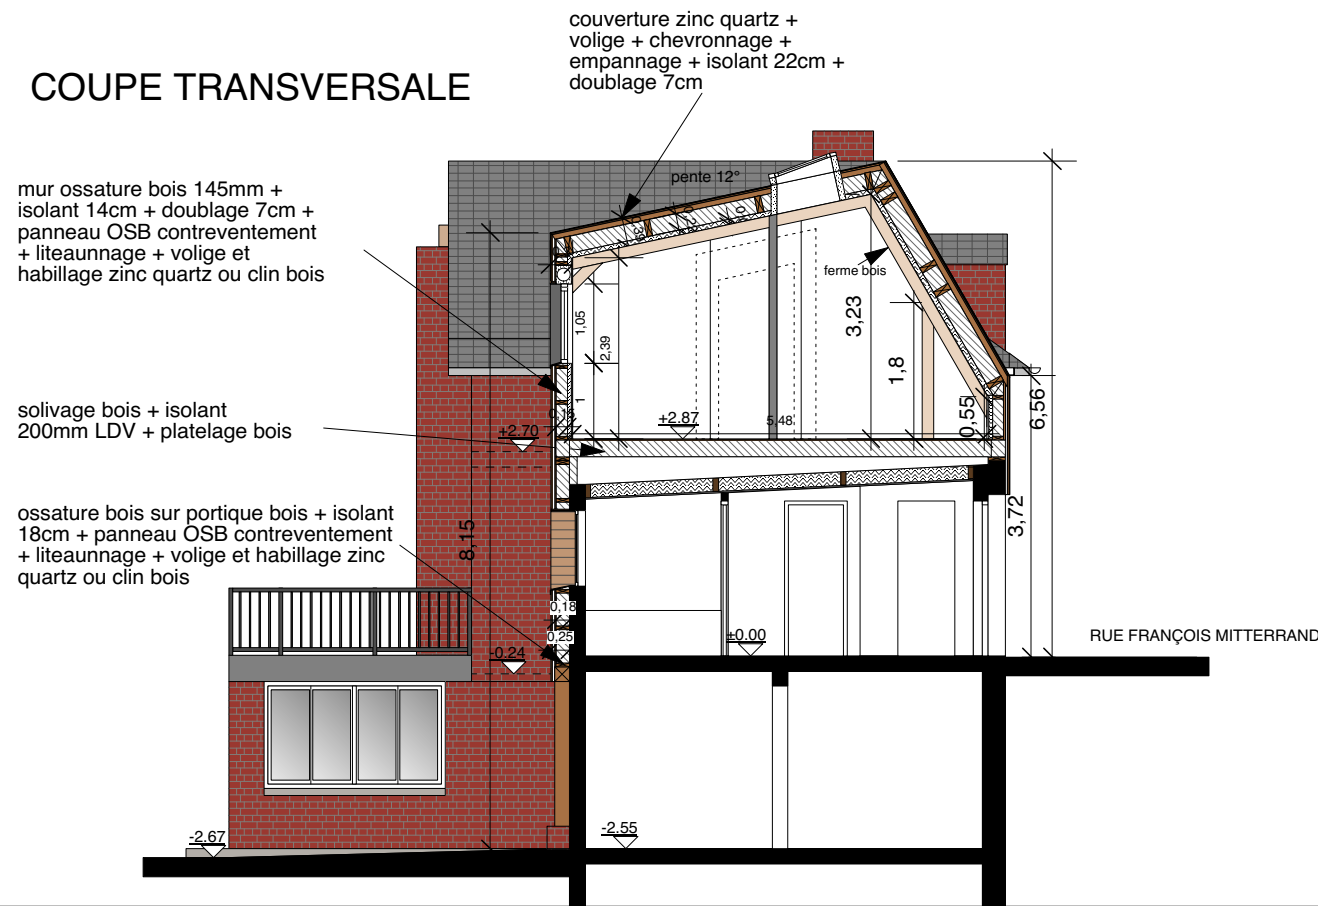 couverture zinc quartz +
volige + chevronnage +
empannage + isolant 22cm +
doublage 7cm
COUPE TRANSVERSALE
mur ossature bois 145mm +
isolant 14cm + doublage 7cm +
panneau OSB contreventement
+ liteaunnage + volige et
habillage zinc quartz ou clin bois
pente 12°
ferme bois
1,05
2,39
3,23
1,8
1
0,55
6,56
solivage bois + isolant
200mm LDV + platelage bois
+2.70
+2.87
5,48
ossature bois sur portique bois + isolant
18cm + panneau OSB contreventement
+ liteaunnage + volige et habillage zinc
quartz ou clin bois
8,15
3,72
0,18
0,25
±0.00
-0.24
RUE FRANÇOIS MITTERRAND
-2.67
-2.55